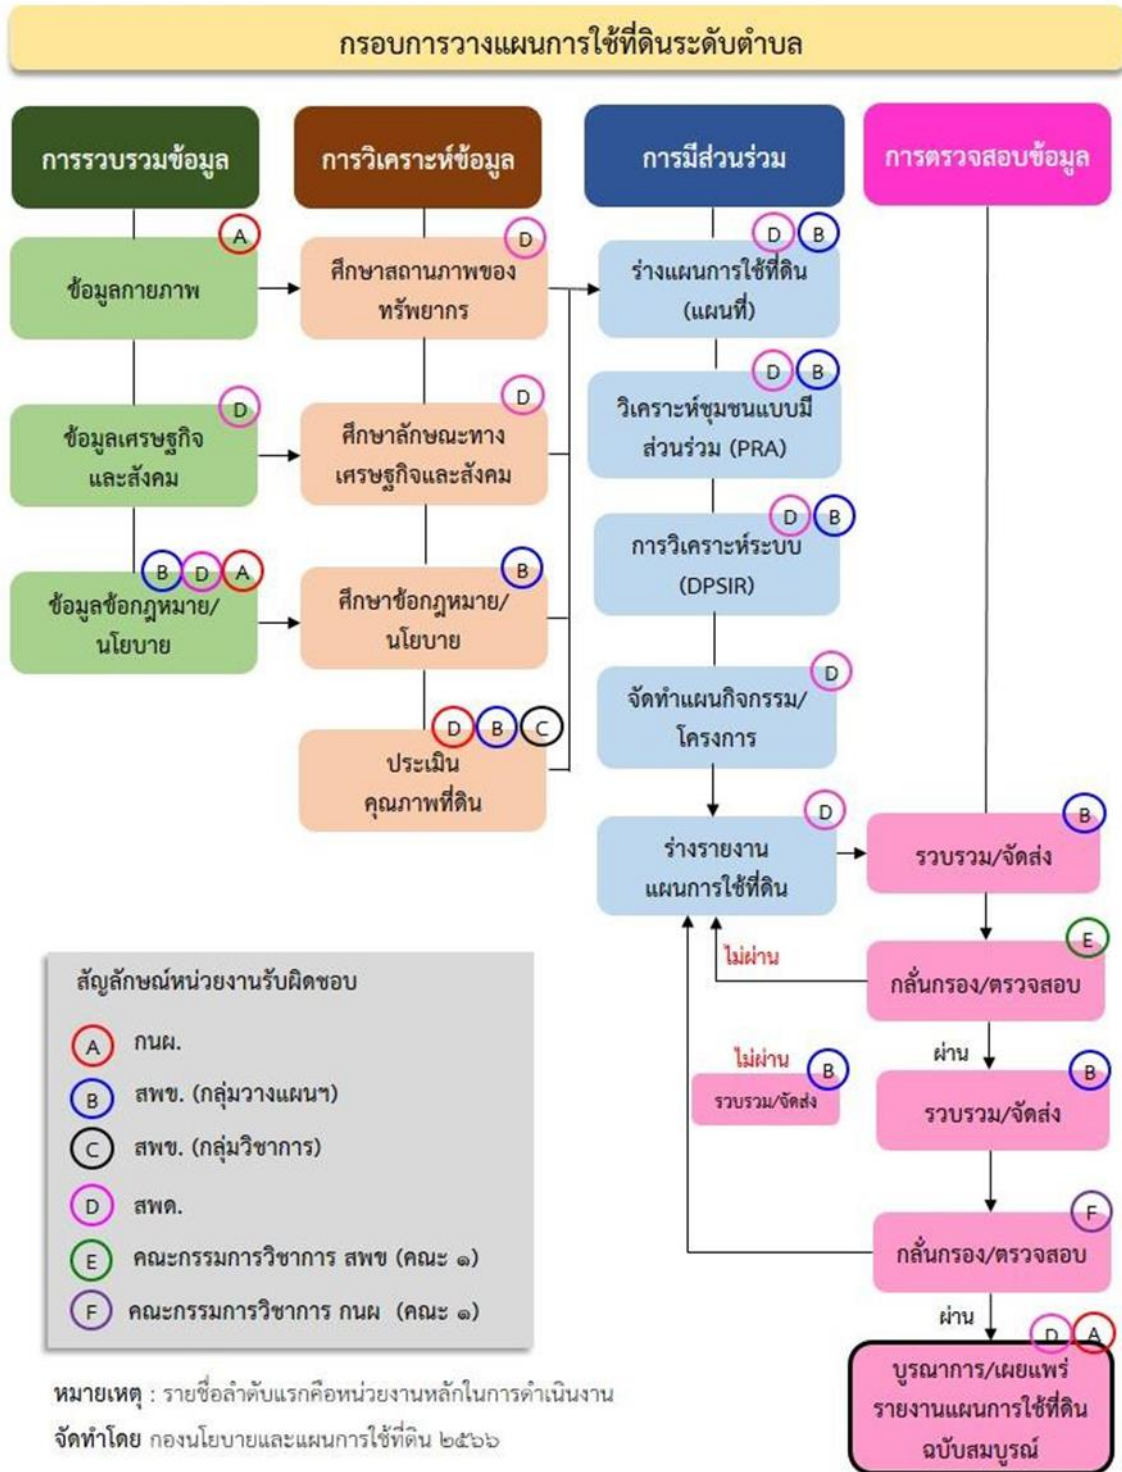 กรอบการวางแผนการใช้ที่ดินระดับตำบล
การรวบรวมข้อมูล
การวิเคราะห์ข้อมูล
การมีส่วนร่วม
การตรวจสอบข้อมูล
A
ข้อมูลกายภาพ
D
ศึกษาสถานภาพของ
ทรัพยากร
D B
ร่างแผนการใช้ที่ดิน
(แผนที่)
D
ข้อมูลเศรษฐกิจ
และสังคม
D
ศึกษาลักษณะทาง
เศรษฐกิจและสังคม
D B
วิเคราะห์ชุมชนแบบมี
ส่วนร่วม (PRA)
B D A
ข้อมูลข้อกฎหมาย/
นโยบาย
B
ศึกษาข้อกฎหมาย/
นโยบาย
D B
การวิเคราะห์ระบบ
(DPSIR)
D B C
ประเมิน
คุณภาพที่ดิน
D
จัดทำแผนกิจกรรม/
โครงการ
D
ร่างรายงาน
แผนการใช้ที่ดิน
B
รวบรวม/จัดส่ง
E
กลั่นกรอง/ตรวจสอบ
ไม่ผ่าน
ผ่าน
B
รวบรวม/จัดส่ง
ไม่ผ่าน
B
รวบรวม/จัดส่ง
F
กลั่นกรอง/ตรวจสอบ
ผ่าน
D A
บูรณาการ/เผยแพร่
รายงานแผนการใช้ที่ดิน
ฉบับสมบูรณ์
สัญลักษณ์หน่วยงานรับผิดชอบ
A กนผ.
B สพข. (กลุ่มวางแผนฯ)
C สพข. (กลุ่มวิชาการ)
D สพด.
E คณะกรรมการวิชาการ สพข (คณะ ๑)
F คณะกรรมการวิชาการ กนผ (คณะ ๑)
หมายเหตุ : รายชื่อลำดับแรกคือหน่วยงานหลักในการดำเนินงาน
จัดทำโดย กองนโยบายและแผนการใช้ที่ดิน ๒๕๖๖